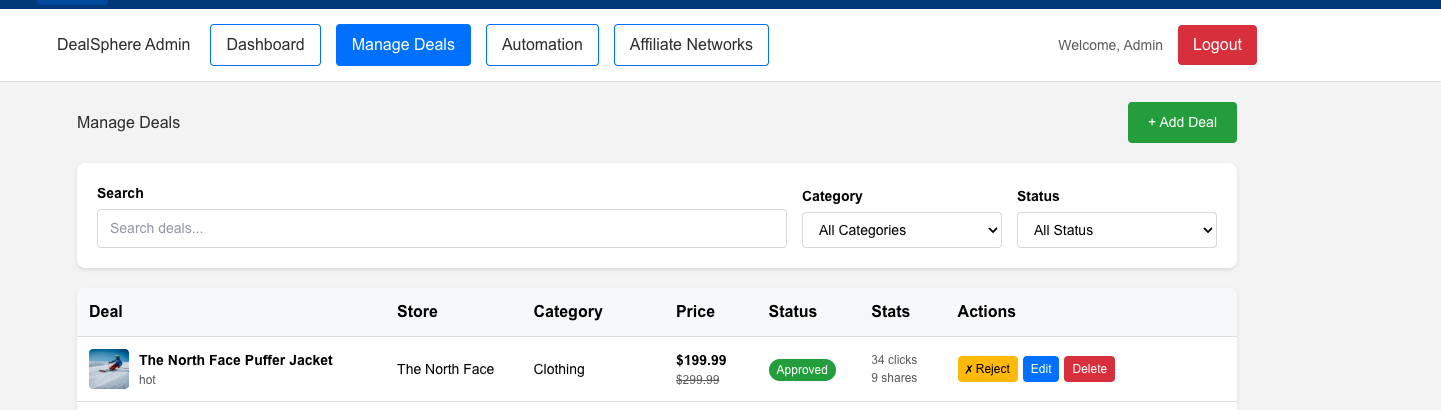 DealSphere Admin Dashboard Manage Deals Automation Affiliate Networks Welcome, Admin Logout
Manage Deals + Add Deal
Search Category Status
Search deals... All Categories All Status
Deal Store Category Price Status Stats Actions
The North Face Puffer Jacket The North Face Clothing $199.99 Approved 34 clicks ✗ Reject Edit Delete
hot $299.99 9 shares